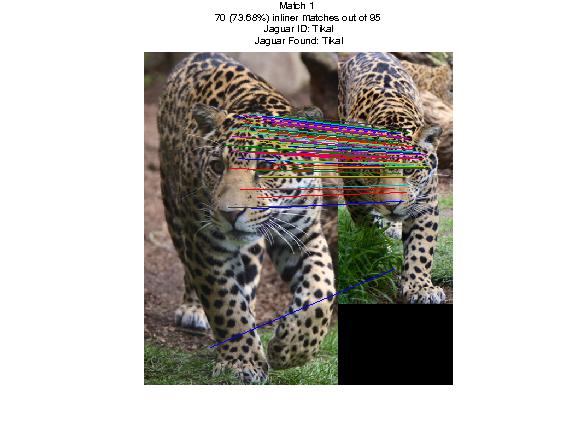 Match 1
70 (73.68%) inliner matches out of 95
Jaguar ID: Tikal
Jaguar Found: Tikal